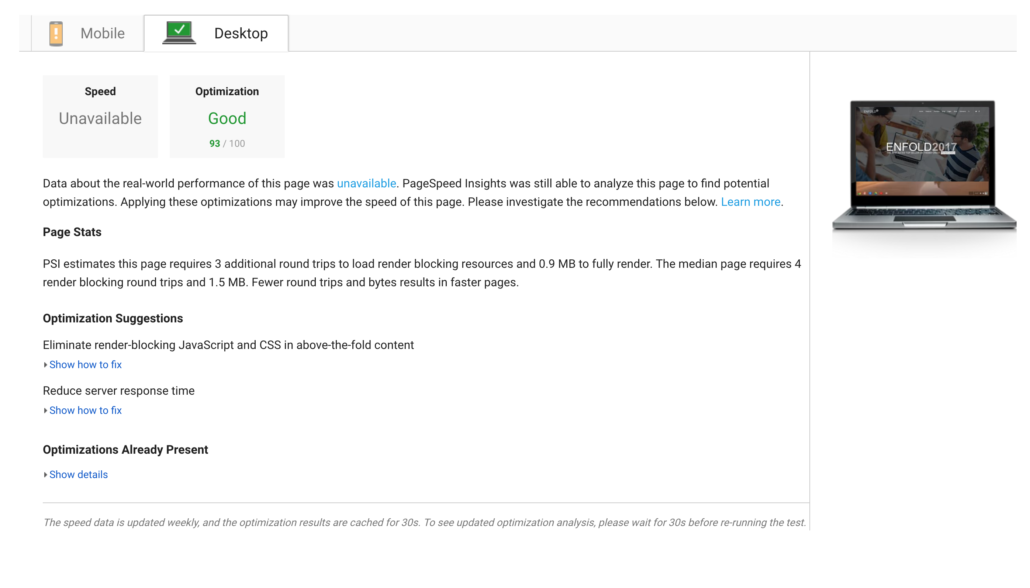 Mobile
Desktop
Speed
Optimization
Unavailable
Good
93 / 100
Data about the real-world performance of this page was unavailable. PageSpeed Insights was still able to analyze this page to find potential
optimizations. Applying these optimizations may improve the speed of this page. Please investigate the recommendations below. Learn more.
Page Stats
PSI estimates this page requires 3 additional round trips to load render blocking resources and 0.9 MB to fully render. The median page requires 4
render blocking round trips and 1.5 MB. Fewer round trips and bytes results in faster pages.
Optimization Suggestions
Eliminate render-blocking JavaScript and CSS in above-the-fold content
Show how to fix
Reduce server response time
Show how to fix
Optimizations Already Present
Show details
The speed data is updated weekly, and the optimization results are cached for 30s. To see updated optimization analysis, please wait for 30s before re-running the test.
ENFOLD2017